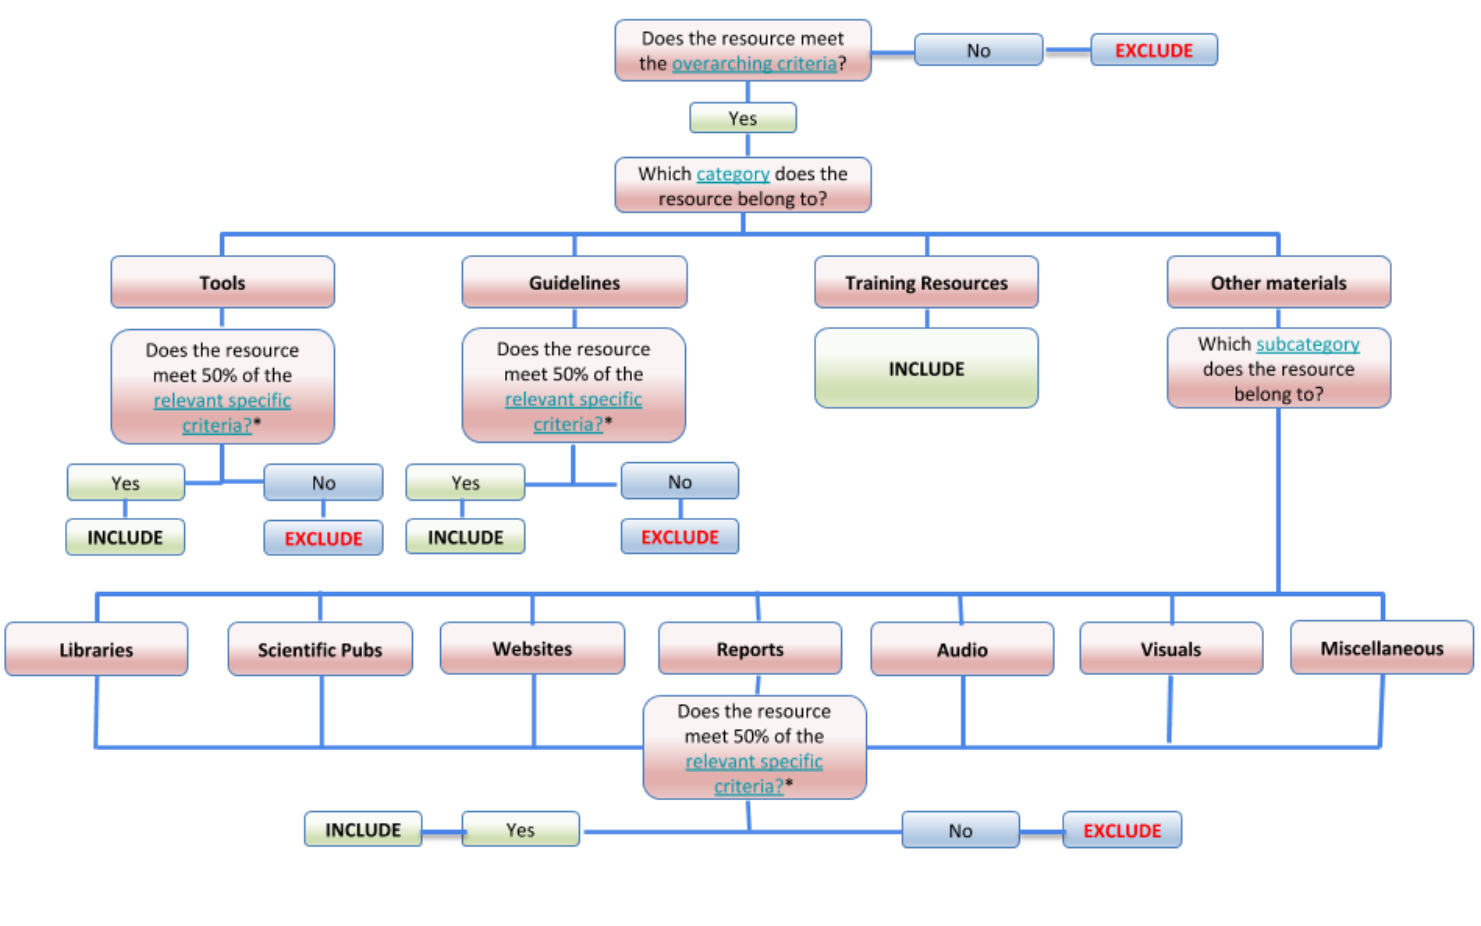 Does the resource meet
the overarching criteria?
No
EXCLUDE
Yes
Which category does the
resource belong to?
Tools
Guidelines
Training Resources
Other materials
Does the resource
meet 50% of the
relevant specific
criteria?*
Does the resource
meet 50% of the
relevant specific
criteria?*
INCLUDE
Which subcategory
does the resource
belong to?
Yes
No
Yes
No
INCLUDE
EXCLUDE
INCLUDE
EXCLUDE
Libraries
Scientific Pubs
Websites
Reports
Audio
Visuals
Miscellaneous
Does the resource
meet 50% of the
relevant specific
criteria?*
INCLUDE
Yes
No
EXCLUDE